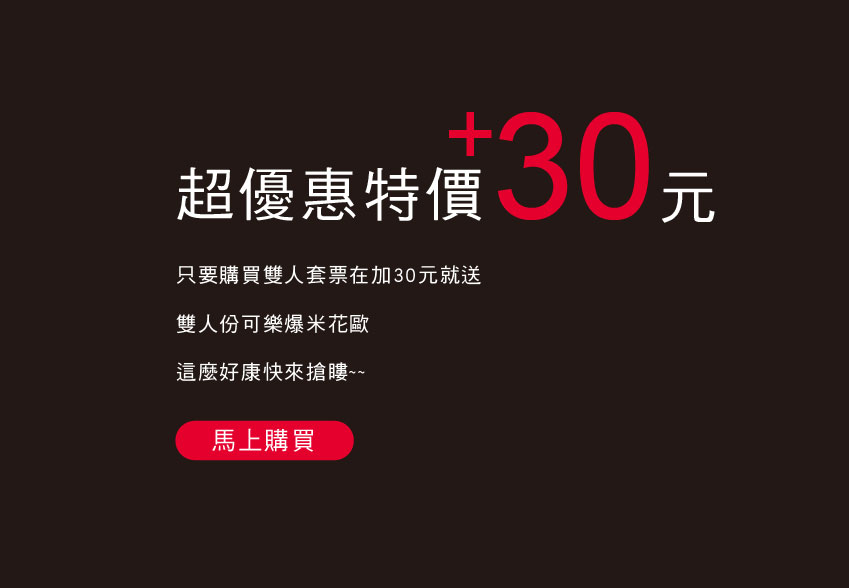 超優惠特價+30元
只要購買雙人套票在加30元就送
雙人份可樂爆米花歐
這麼好康快來搶瞜~~
馬上購買